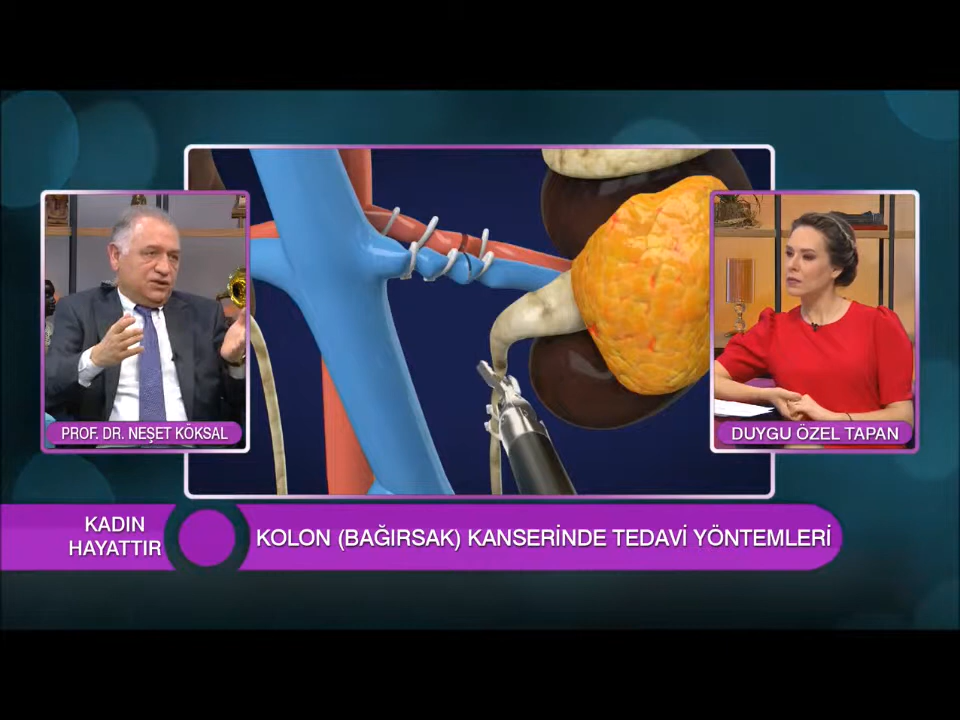 PROF. DR. NEŞET KÖKSAL
DUYGU ÖZEL TAPAN
KADIN
HAYATTIR
KOLON (BAĞIRSAK) KANSERİNDE TEDAVİ YÖNTEMLERİ